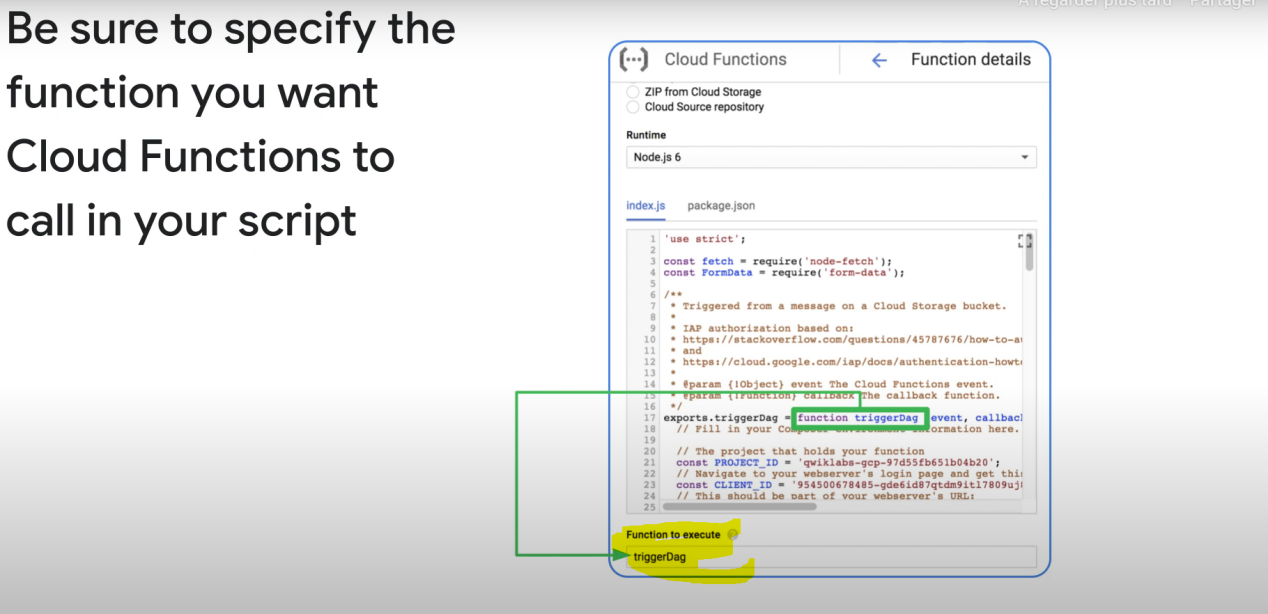 A regarder plus tard Partager
Be sure to specify the
function you want
Cloud Functions to
call in your script
Cloud Functions
Function details
ZIP from Cloud Storage
Cloud Source repository
Runtime
Node.js 6
index.js package.json
1 'use strict';
2
3 const fetch = require('node-fetch');
4 const FormData = require('form-data');
5
6 /**
7 * Triggered from a message on a Cloud Storage bucket.
8 *
9 * IAP authorization based on:
10 * https://stackoverflow.com/questions/45787676/how-to-a
11 * and
12 * https://cloud.google.com/iap/docs/authentication-howt
13 *
14 * @param {!Object} event The Cloud Functions event.
15 * @param {!Function} callback The callback function.
16 */
17 exports.triggerDag = function triggerDag event, callbac
18 // Fill in your Composer environment information here.
19
20 // The project that holds your function
21 const PROJECT_ID = 'qwiklabs-gcp-97d55fb651b04b20';
22 // Navigate to your webserver's login page and get thi
23 const CLIENT_ID = '954500678485-gde6id87qtdm9itl7809uj
24 // This should be part of your webserver's URL:
25
Function to execute
triggerDag